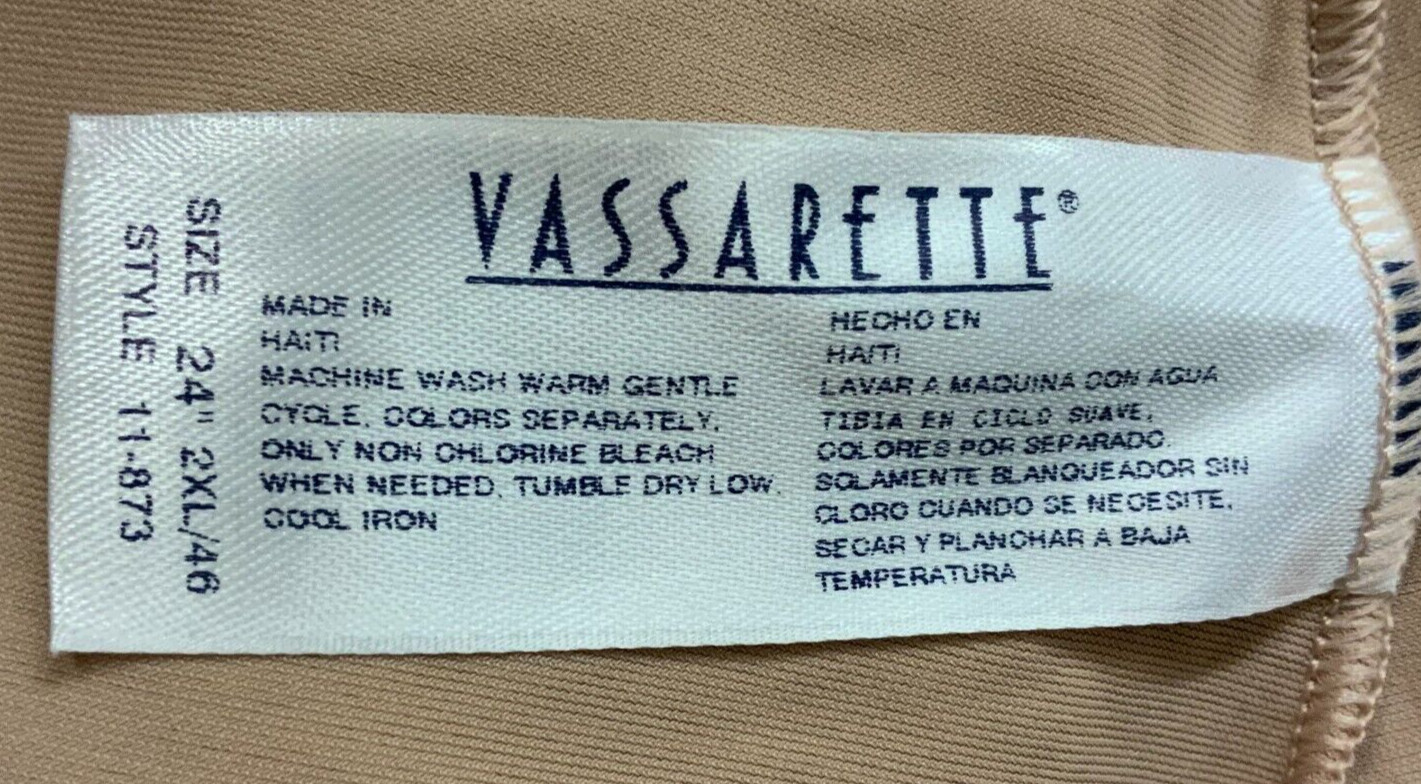 VASSARETTE®
SIZE 24" 2XL/46
STYLE 11-873
MADE IN
HAITI
MACHINE WASH WARM GENTLE
CYCLE. COLORS SEPARATELY.
ONLY NON CHLORINE BLEACH
WHEN NEEDED. TUMBLE DRY LOW.
COOL IRON
HECHO EN
HAITI
LAVAR A MAQUINA CON AGUA
TIBIA EN CICLO SUAVE.
COLORES POR SEPARADO.
SOLAMENTE BLANQUEADOR SIN
CLORO CUANDO SE NECESITE.
SECAR Y PLANCHAR A BAJA
TEMPERATURA